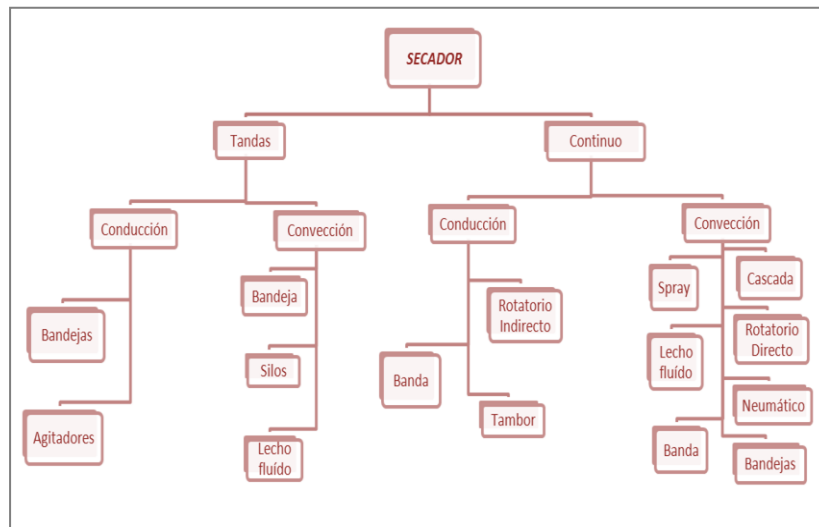 SECADOR
Tandas
Continuo
Conducción
Convección
Conducción
Convección
Bandejas
Agitadores
Bandeja
Silos
Lecho
fluído
Rotatorio
Indirecto
Banda
Tambor
Spray
Cascada
Lecho
fluído
Rotatorio
Directo
Neumático
Banda
Bandejas